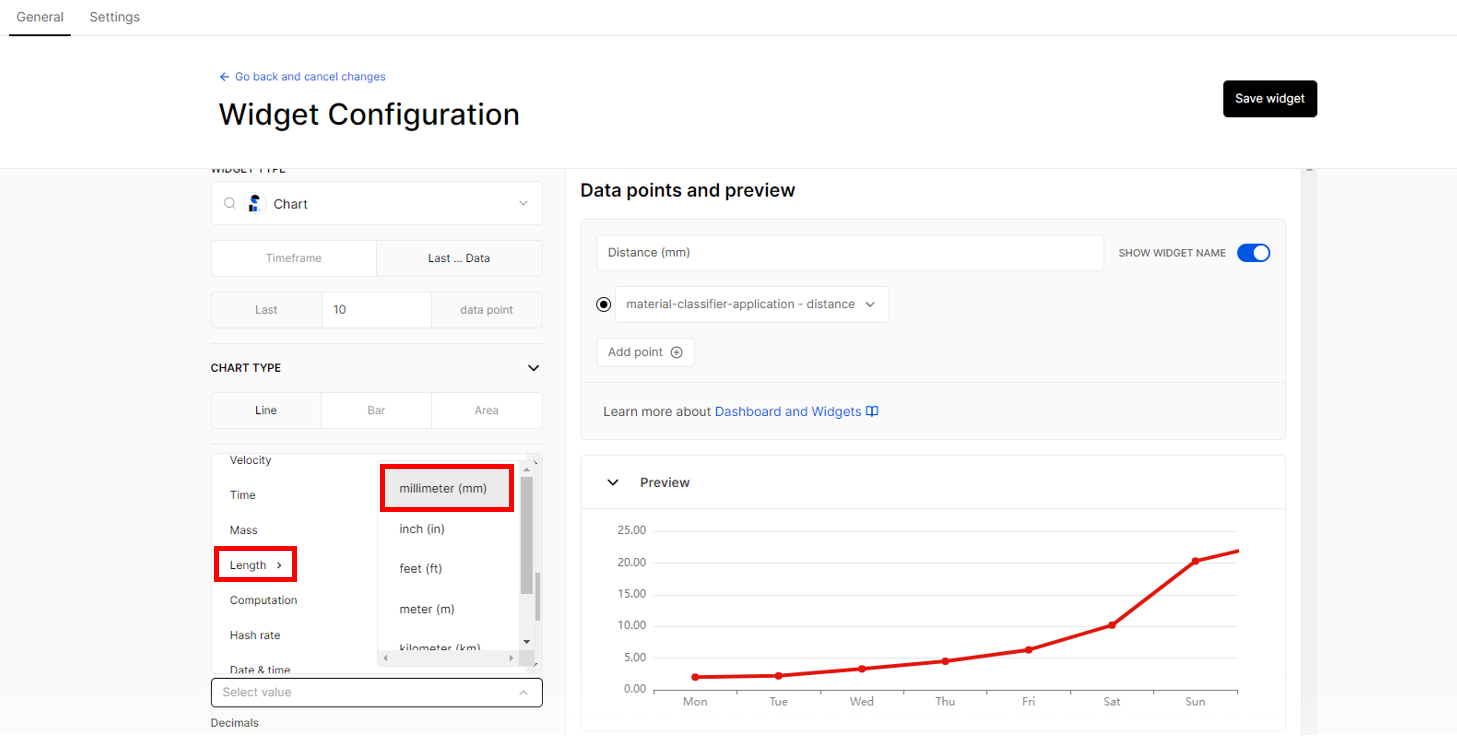 General Settings
Go back and cancel changes
Widget Configuration
Save widget
WIDGET TYPE
Chart
Timeframe Last ... Data
Last 10 data point
CHART TYPE
Line Bar Area
Velocity
Time
Mass
Length
Computation
Hash rate
Date & time
millimeter (mm)
inch (in)
feet (ft)
meter (m)
kilometer (km)
Select value
Decimals
Data points and preview
Distance (mm) SHOW WIDGET NAME
material-classifier-application - distance
Add point
Learn more about Dashboard and Widgets
Preview
25.00
20.00
15.00
10.00
5.00
0.00
Mon Tue Wed Thu Fri Sat Sun